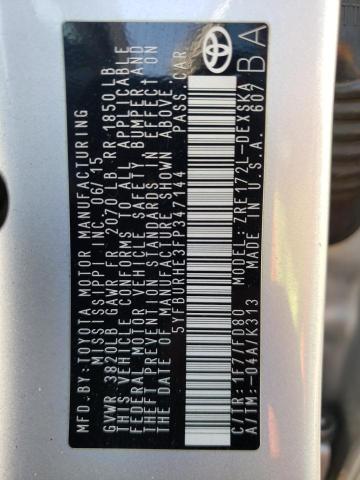 MFD.BY:TOYOTA MOTOR MANUFACTURING
MISSISSIPPI INC. 06/15
GVWR 3820LB GAWR FR 2070LB RR 1850LB
THIS VEHICLE CONFORMS TO ALL APPLICABLE
FEDERAL MOTOR VEHICLE SAFETY, BUMPER AND
THEFT PREVENTION STANDARDS IN EFFECT ON
THE DATE OF MANUFACTURE SHOWN ABOVE.
5YFBURHE3FP347144 PASS.CAR
C/TR:1F7/FD80 ZRE172L-DEXSKA
A/TM:-04A/K313 MADE IN U.S.A. 607
BA
TOYOTA